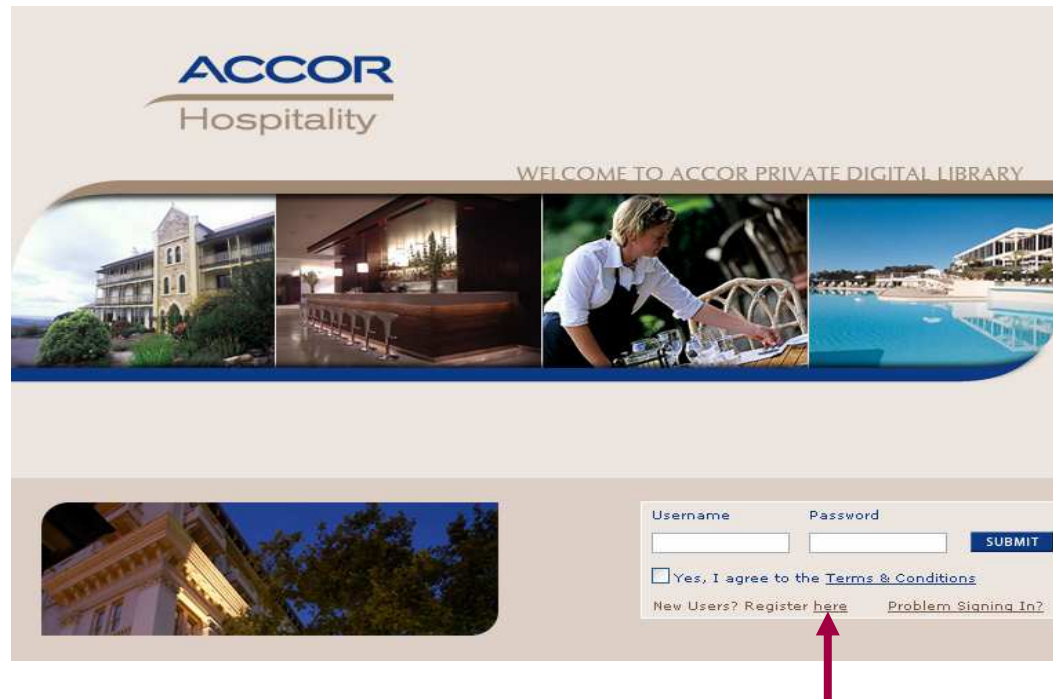 ACCOR
Hospitality
WELCOME TO ACCOR PRIVATE DIGITAL LIBRARY
Username Password
SUBMIT
Yes, I agree to the Terms & Conditions
New Users? Register here Problem Signing In?